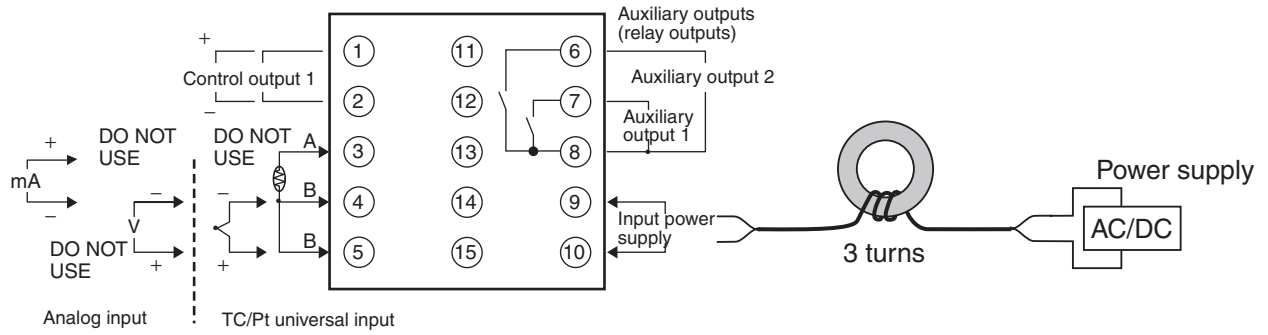 Auxiliary outputs
(relay outputs)
+
1
11
6
Control output 1
Auxiliary output 2
−
2
12
7
Auxiliary
output 1
DO NOT
USE
DO NOT
USE
A
3
13
8
+
mA
−
−
V
+
DO NOT
USE
−
+
B
4
14
9
B
5
15
10
Input power
supply
3 turns
Power supply
AC/DC
Analog input
TC/Pt universal input